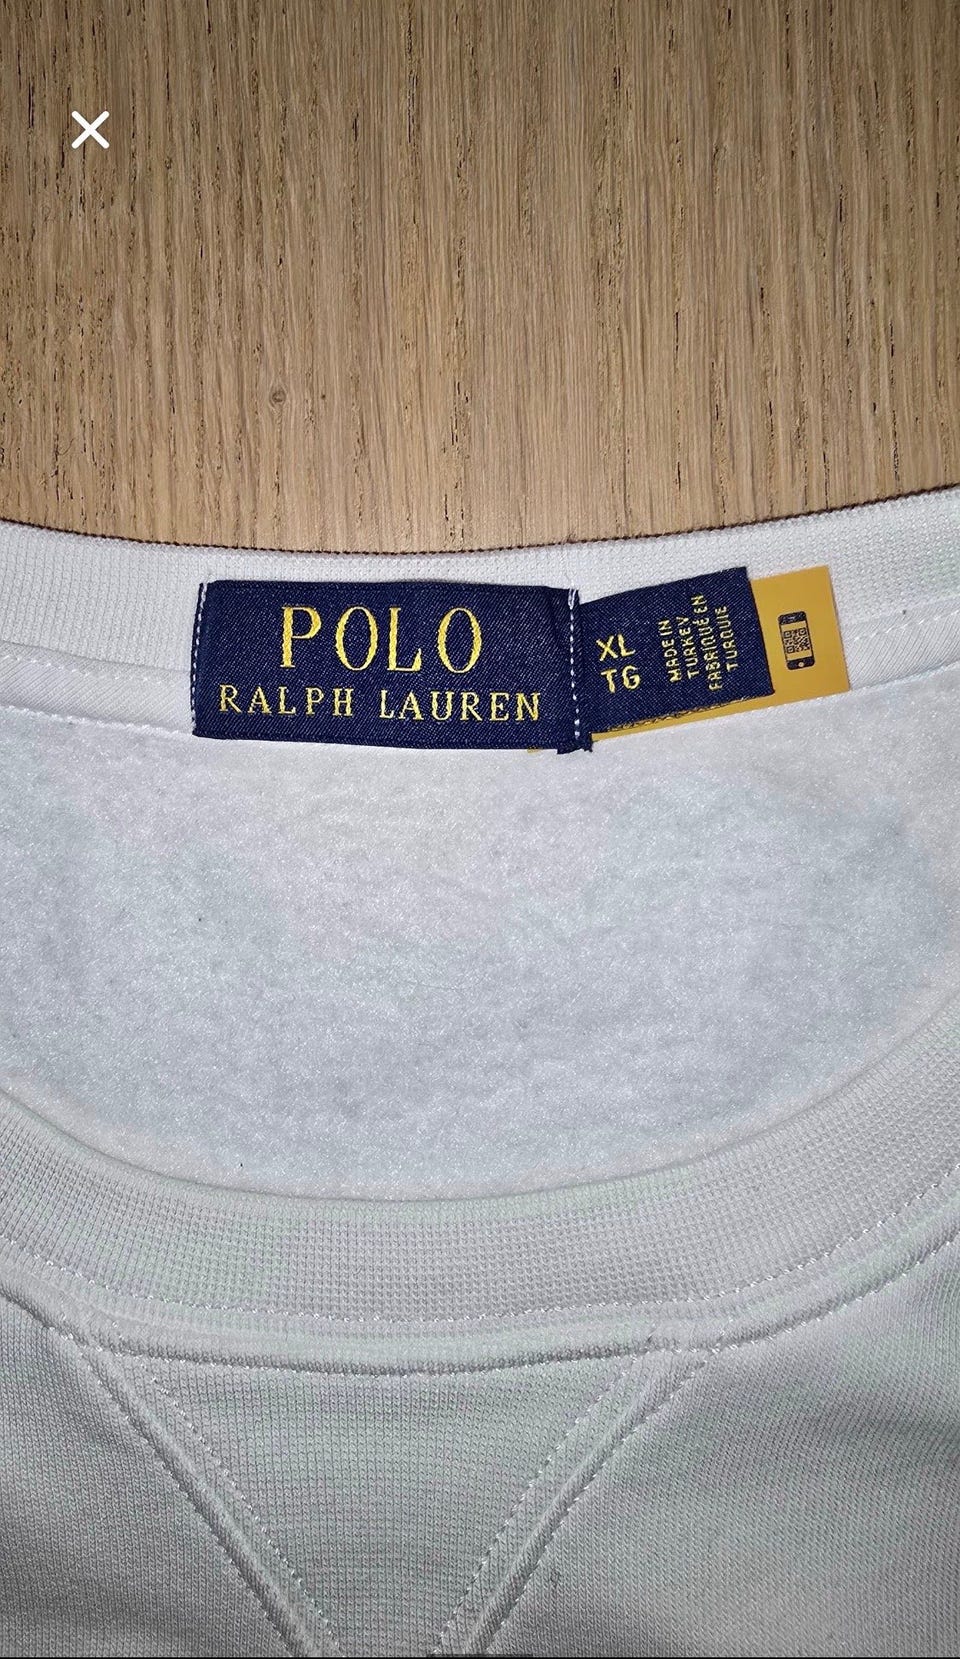 POLO
RALPH LAUREN
XL
TG
MADE IN
TURKEY
FABRIQUÉ EN
TURQUIE